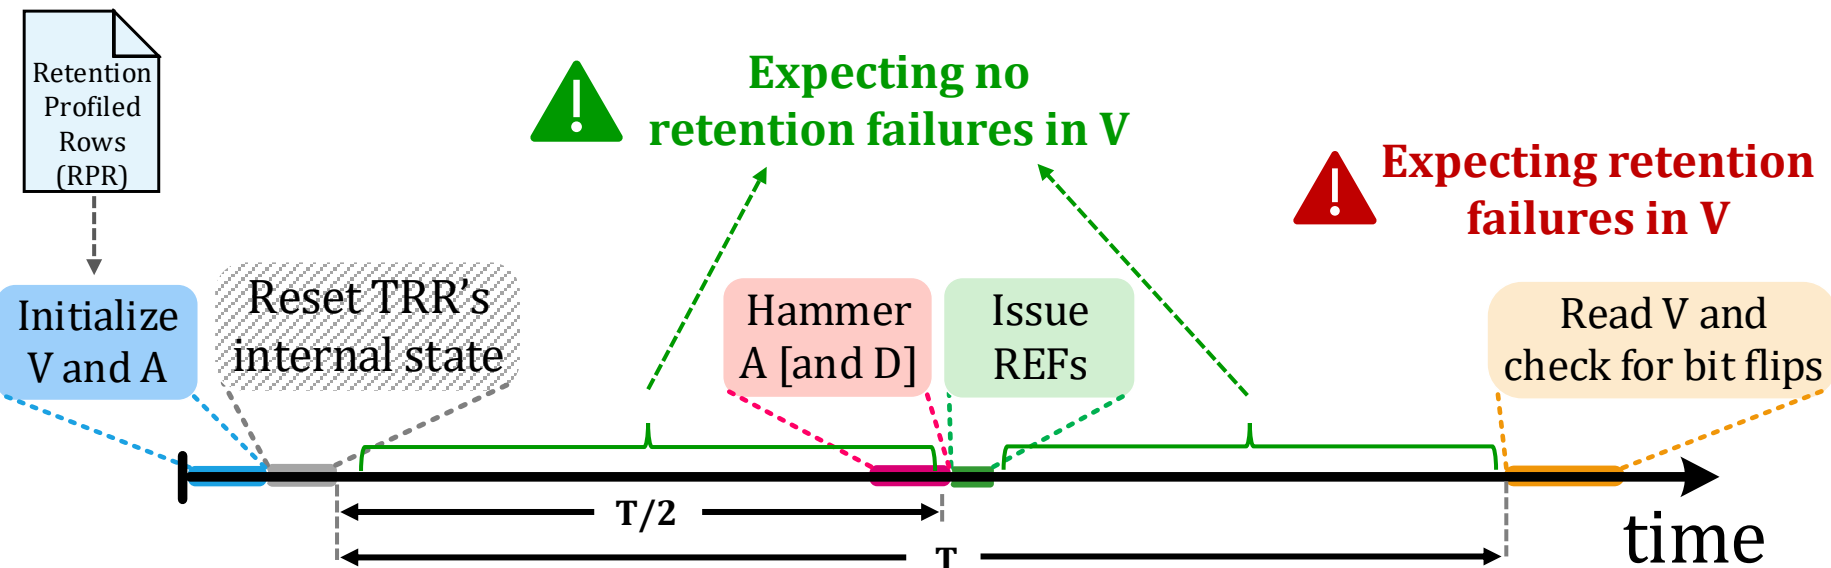 Retention
Profiled
Rows
(RPR)
Expecting no
retention failures in V
Expecting retention
failures in V
Initialize
V and A
Reset TRR’s
internal state
Hammer
A [and D]
Issue
REFs
Read V and
check for bit flips
T/2
T
time